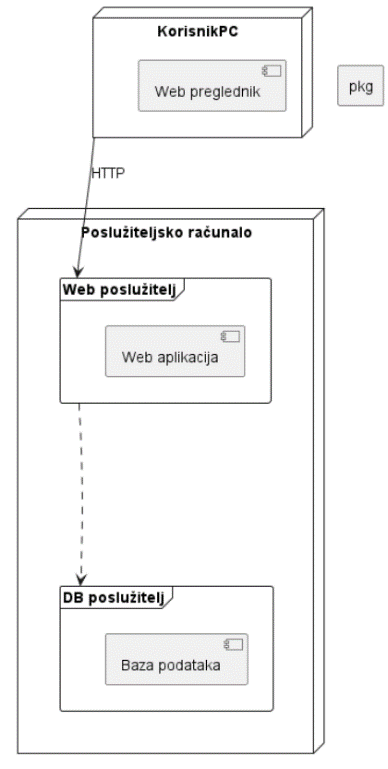 KorisnikPC
Web preglednik
pkg
HTTP
Poslužiteljsko računalo
Web poslužitelj
Web aplikacija
DB poslužitelj
Baza podataka